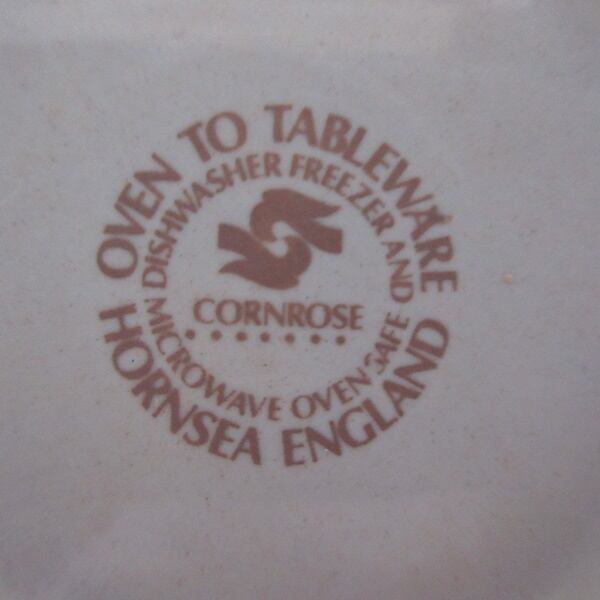 OVEN TO TABLEWARE
DISHWASHER FREEZER AND
MICROWAVE OVEN SAFE
CORNROSE
HORNSEA ENGLAND